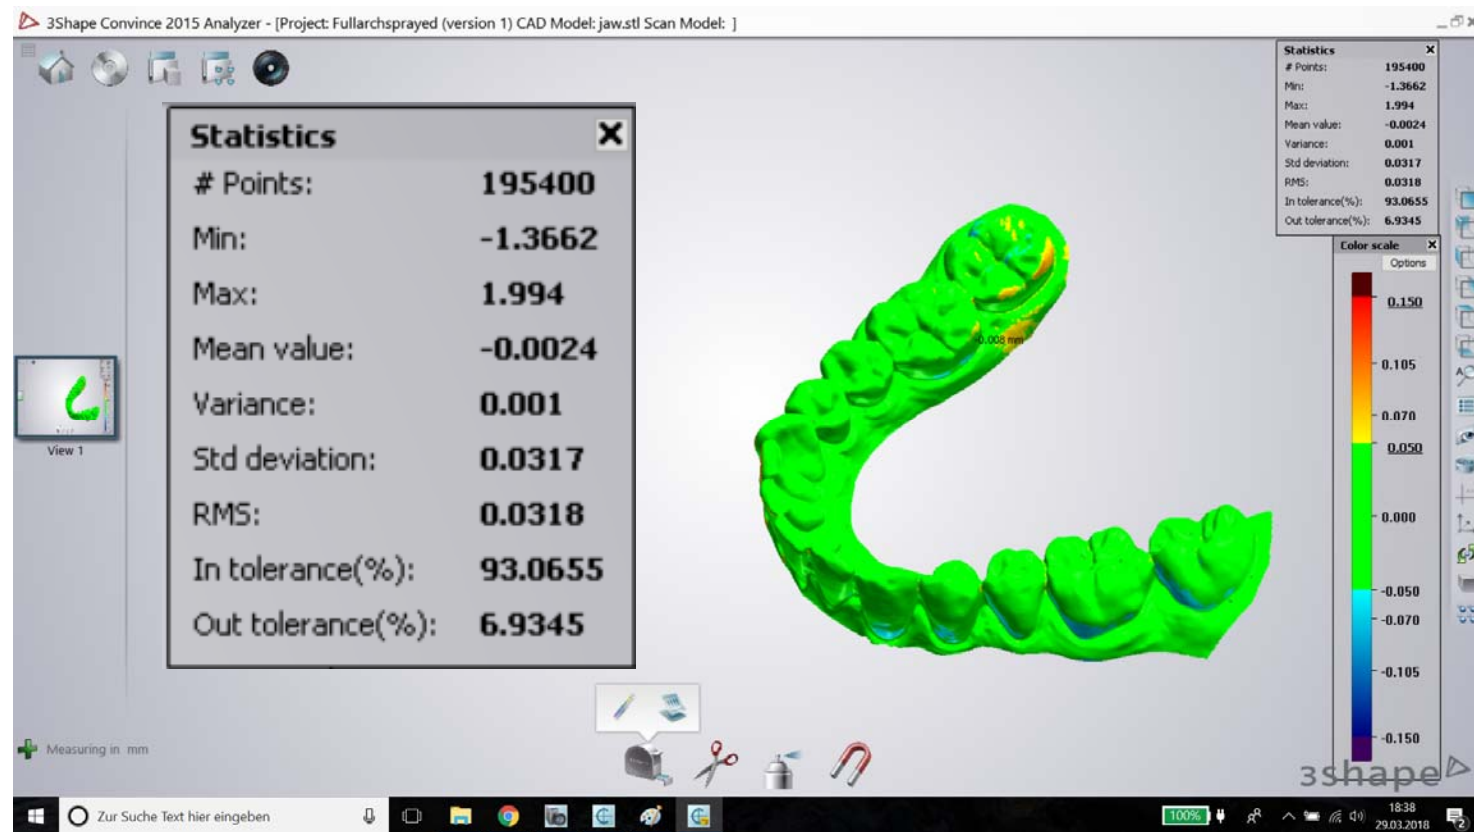 3Shape Convince 2015 Analyzer - [Project: Fullarchsprayed (version 1) CAD Model: jaw.stl Scan Model: ]
Statistics
# Points: 195400
Min: -1.3662
Max: 1.994
Mean value: -0.0024
Variance: 0.001
Std deviation: 0.0317
RMS: 0.0318
In tolerance(%): 93.0655
Out tolerance(%): 6.9345
Statistics
# Points: 195400
Min: -1.3662
Max: 1.994
Mean value: -0.0024
Variance: 0.001
Std deviation: 0.0317
RMS: 0.0318
In tolerance(%): 93.0655
Out tolerance(%): 6.9345
Color scale
Options
0.150
0.105
0.070
0.050
0.000
-0.050
-0.070
-0.105
-0.150
-0.008 mm
View 1
Measuring in mm
3shape
Zur Suche Text hier eingeben
100%
18:38
29.03.2018
2